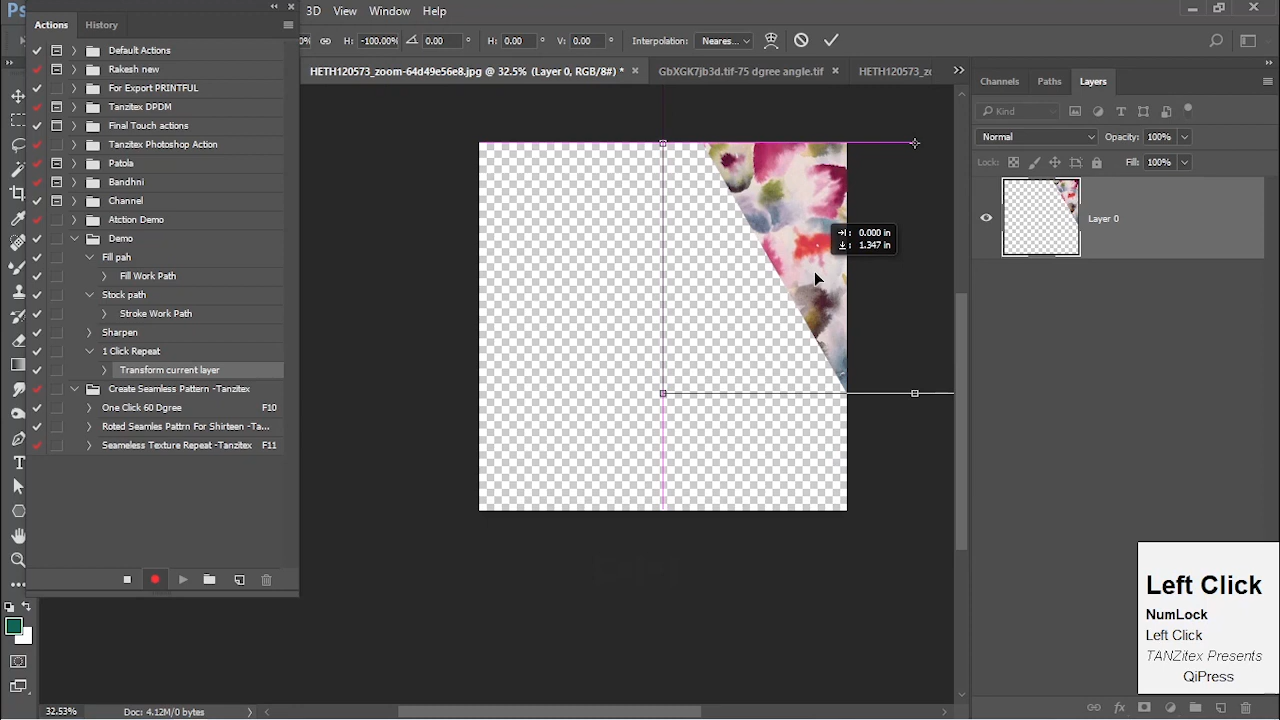 Ps 3D View Window Help
Actions History
% H: -100.00% 0.00 ° H: 0.00 ° V: 0.00 ° Interpolation: Neares...
HETH120573_zoom-64d49e56e8.jpg @ 32.5% (Layer 0, RGB/8#) * × GbXGK7jb3d.tif-75 dgree angle.tif × HETH120573_zo
Default Actions
Rakesh new
For Export PRINTFUL
Tanzitex DPDM
Final Touch actions
Tanzitex Photoshop Action
Patola
Bandhni
Channel
Atction Demo
Demo
Fill pah
Fill Work Path
Stock path
Stroke Work Path
Sharpen
1 Click Repeat
Transform current layer
Create Seamless Pattern -Tanzitex
One Click 60 Dgree F10
Roted Seamles Pattrn For Shirteen -Ta...
Seameless Texture Repeat -Tanzitex F11
: 0.000 in
: 1.347 in
Channels Paths Layers
Kind
Normal Opacity: 100%
Lock: Fill: 100%
Layer 0
Left Click
NumLock
Left Click
TANZitex Presents
QiPress
32.53% Doc: 4.12M/0 bytes